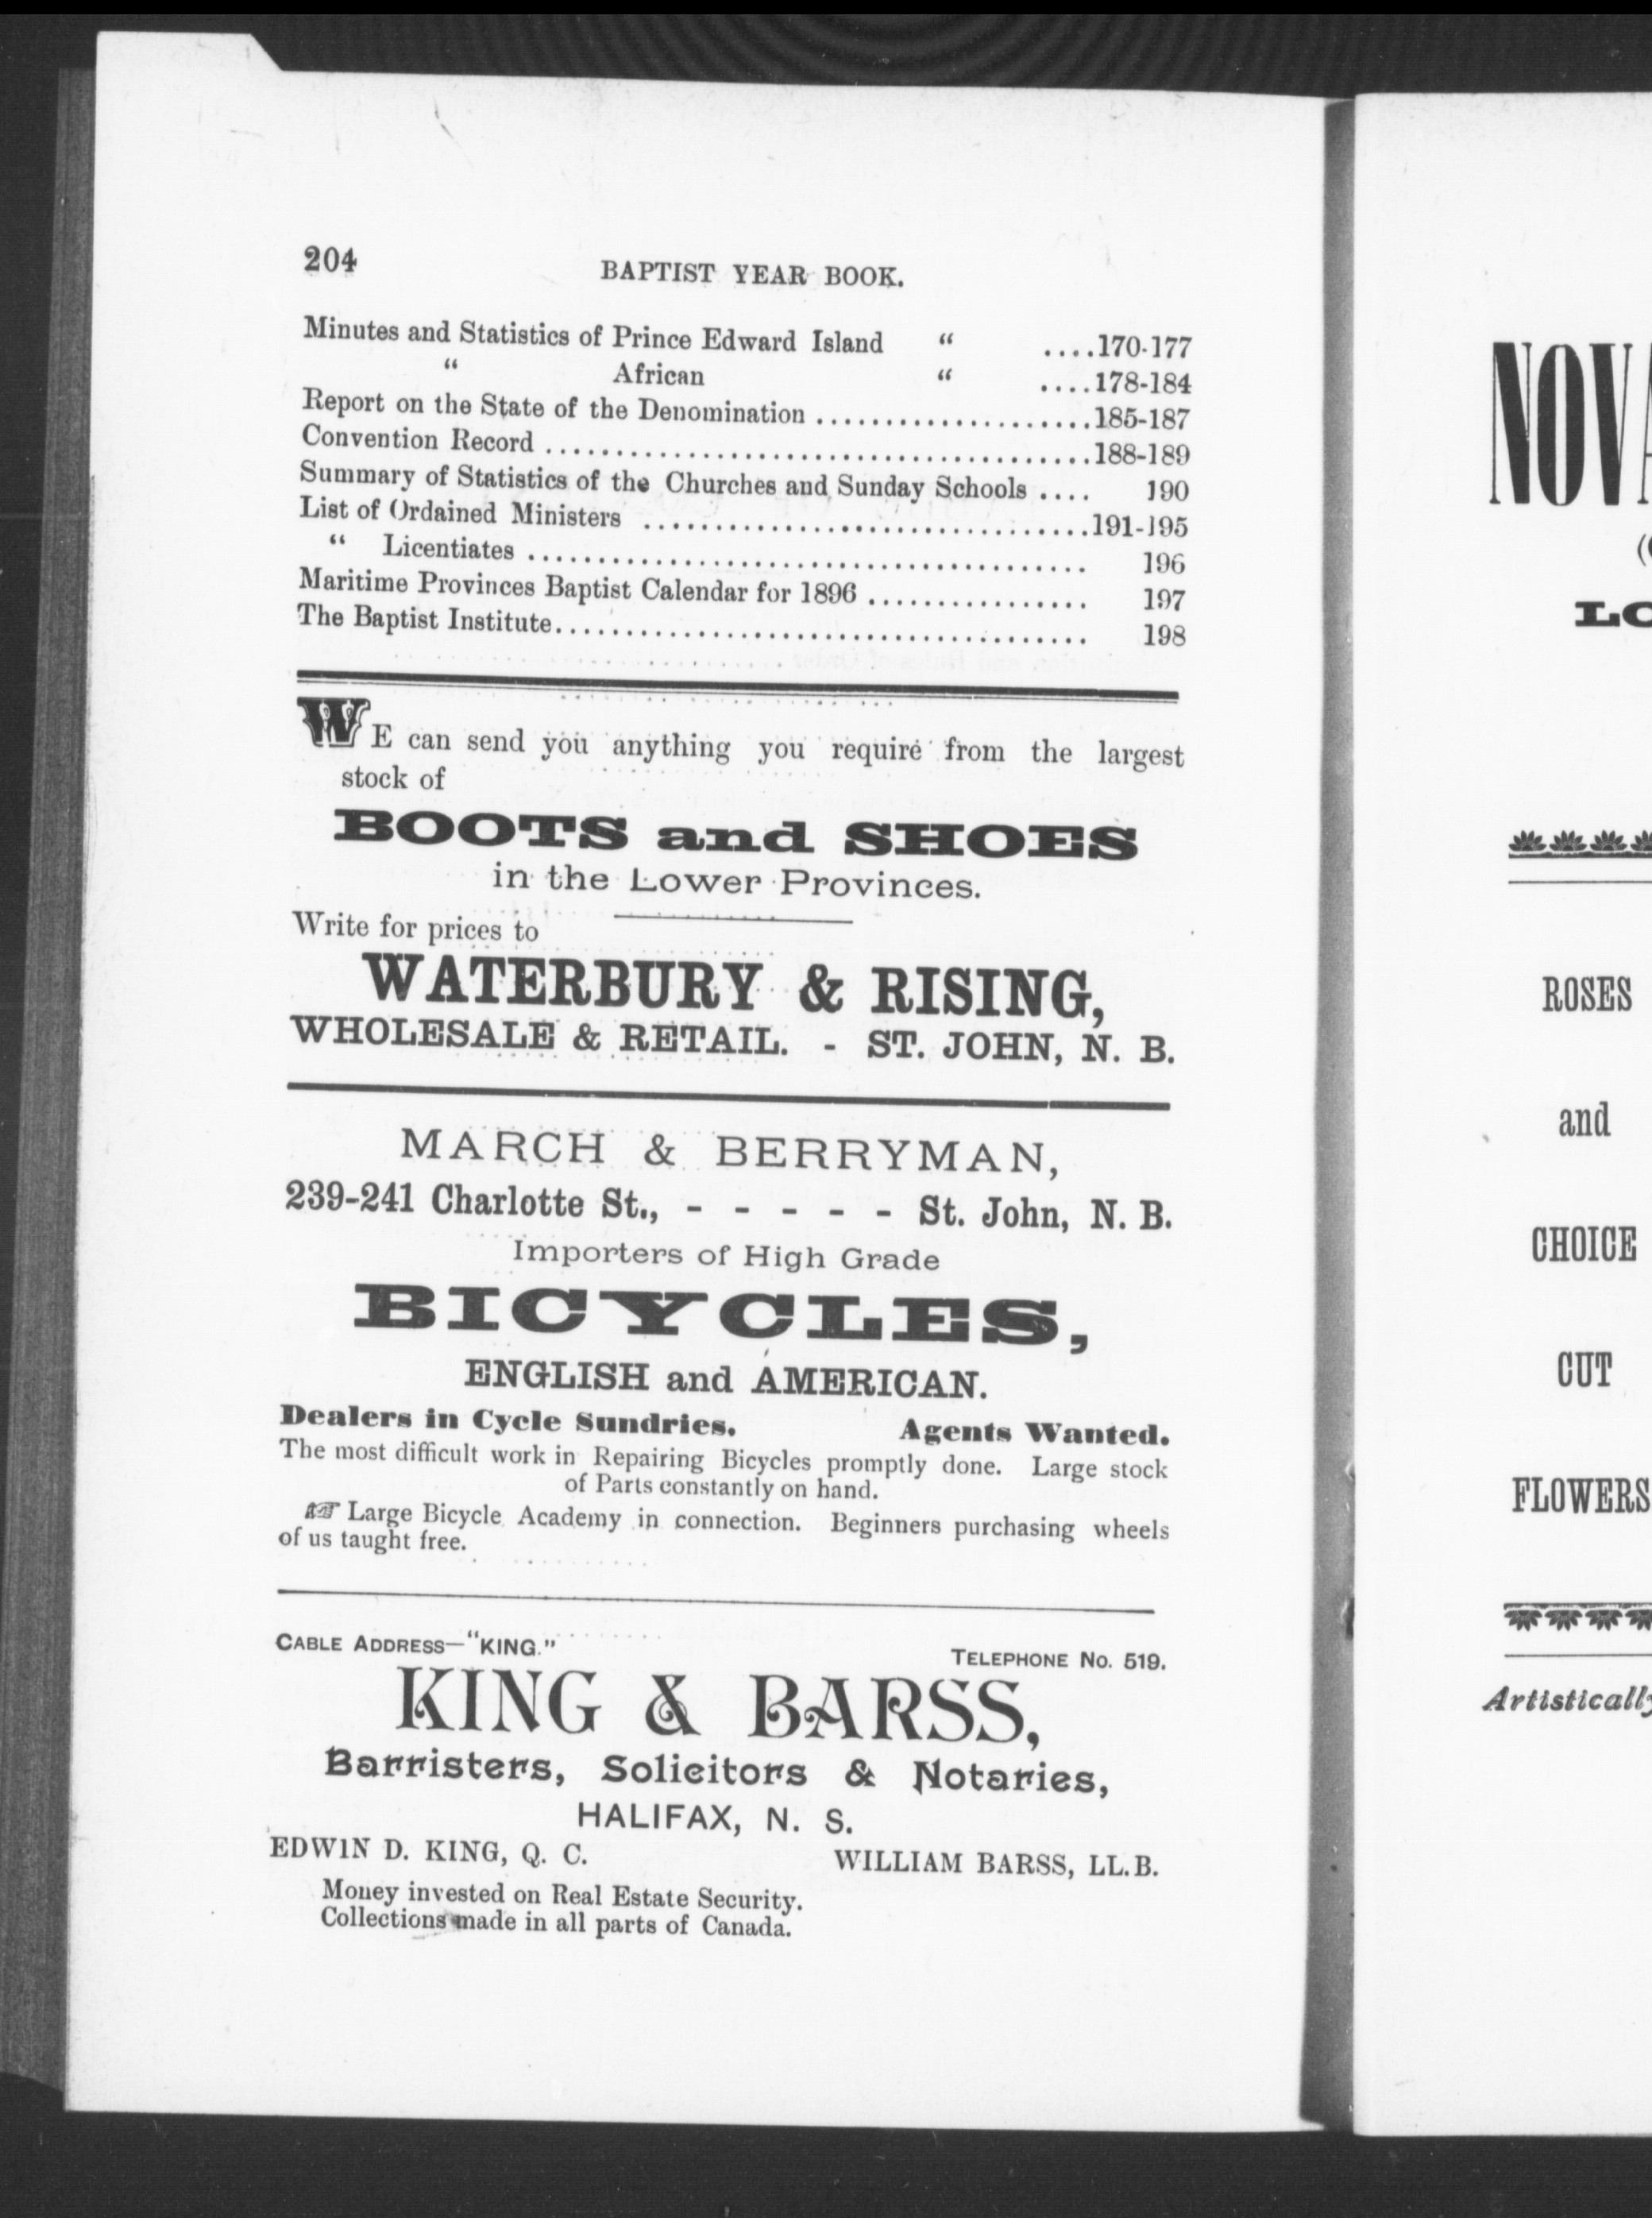 204
BAPTIST YEAR BOOK.
Minutes and Statistics of Prince Edward Island “ ....170-177
“ African “ ....178-184
Report on the State of the Denomination ....................185-187
Convention Record .......................................188-189
Summary of Statistics of the Churches and Sunday Schools .... 190
List of Ordained Ministers ................................191-195
“ Licentiates ........................................ 196
Maritime Provinces Baptist Calendar for 1896 ................ 197
The Baptist Institute...................................... 198
WE can send you anything you require from the largest
stock of
BOOTS and SHOES
in the Lower Provinces.
Write for prices to
WATERBURY & RISING,
WHOLESALE & RETAIL. - ST. JOHN, N. B.
MARCH & BERRYMAN,
239-241 Charlotte St., - - - - - St. John, N. B.
Importers of High Grade
BICYCLES,
ENGLISH and AMERICAN.
Dealers in Cycle Sundries. Agents Wanted.
The most difficult work in Repairing Bicycles promptly done. Large stock
of Parts constantly on hand.
☞ Large Bicycle Academy in connection. Beginners purchasing wheels
of us taught free.
CABLE ADDRESS—“KING.” TELEPHONE NO. 519.
KING & BARSS,
Barristers, Solicitors & Notaries,
HALIFAX, N. S.
EDWIN D. KING, Q. C. WILLIAM BARSS, LL.B.
Money invested on Real Estate Security.
Collections made in all parts of Canada.
ROSES
and
CHOICE
CUT
FLOWERS
Artistically